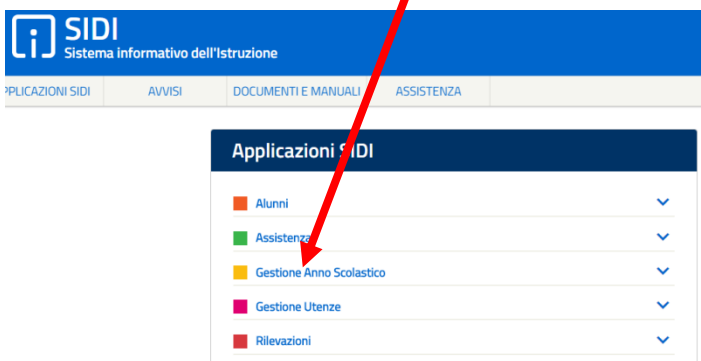 SIDI
Sistema informativo dell'Istruzione
PPLICAZIONI SIDI AVVISI DOCUMENTI E MANUALI ASSISTENZA
Applicazioni SIDI
Alunni
Assistenza
Gestione Anno Scolastico
Gestione Utenze
Rilevazioni